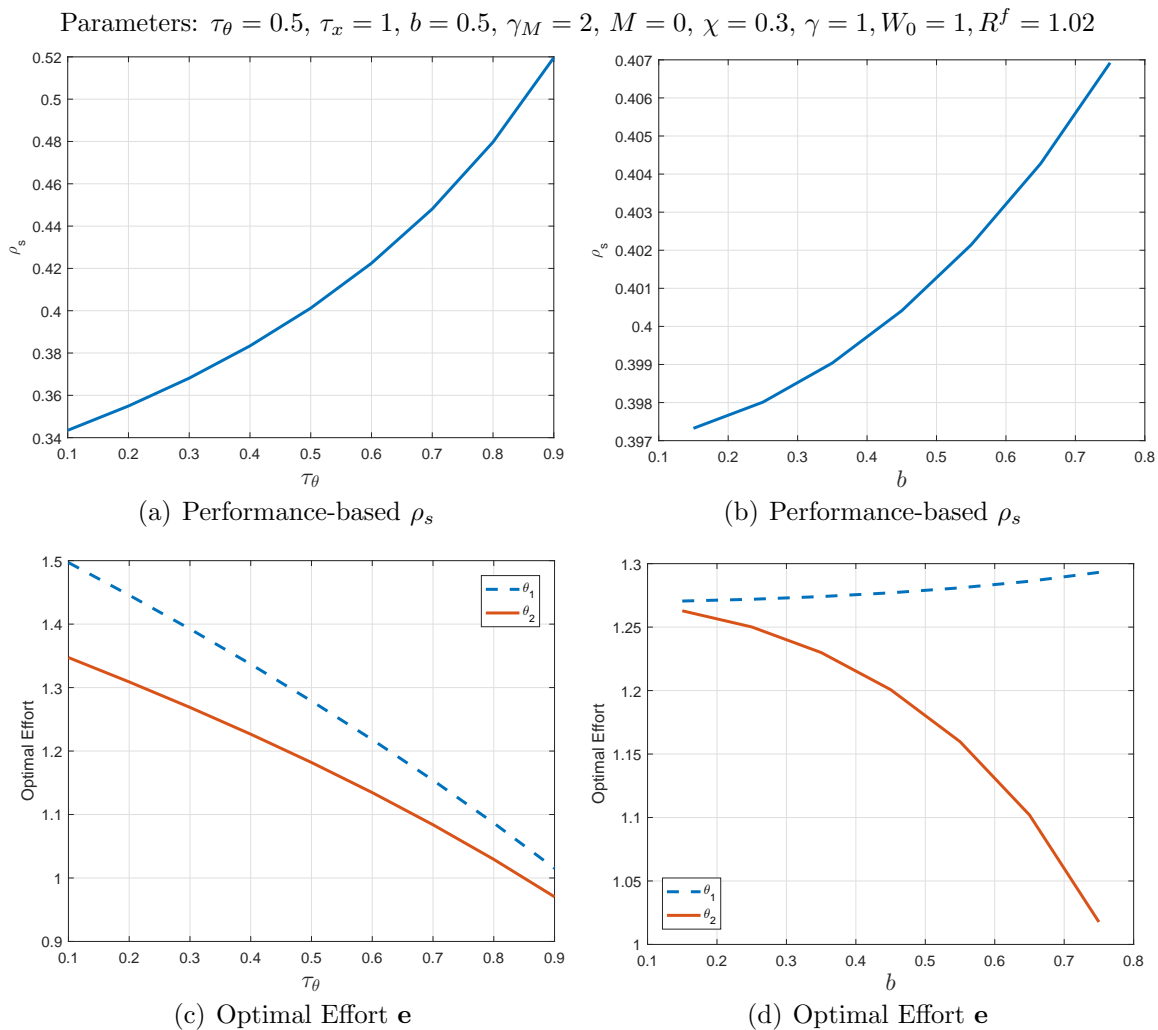 Parameters: τ_θ = 0.5, τ_x = 1, b = 0.5, γ_M = 2, M = 0, χ = 0.3, γ = 1, W_0 = 1, R^f = 1.02
0.52
0.5
0.48
0.46
0.44
0.42
0.4
0.38
0.36
0.34
ρ_s
0.1 0.2 0.3 0.4 0.5 0.6 0.7 0.8 0.9
τ_θ
(a) Performance-based ρ_s
0.407
0.406
0.405
0.404
0.403
0.402
0.401
0.4
0.399
0.398
0.397
ρ_s
0.1 0.2 0.3 0.4 0.5 0.6 0.7 0.8
b
(b) Performance-based ρ_s
1.5
1.4
1.3
1.2
1.1
1
0.9
Optimal Effort
θ_1
θ_2
0.1 0.2 0.3 0.4 0.5 0.6 0.7 0.8 0.9
τ_θ
(c) Optimal Effort e
1.3
1.25
1.2
1.15
1.1
1.05
1
Optimal Effort
θ_1
θ_2
0.1 0.2 0.3 0.4 0.5 0.6 0.7 0.8
b
(d) Optimal Effort e